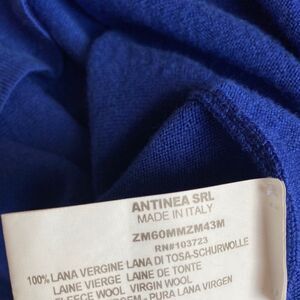 ANTINEA SRL
MADE IN ITALY
ZM60MMZM43M
RN#103723
100% LANA VERGINE LANA DI TOSA-SCHURWOLLE
LAINE VIERGE LAINE DE TONTE
FLEECE WOOL VIRGIN WOOL
- PURA LANA VIRGEN